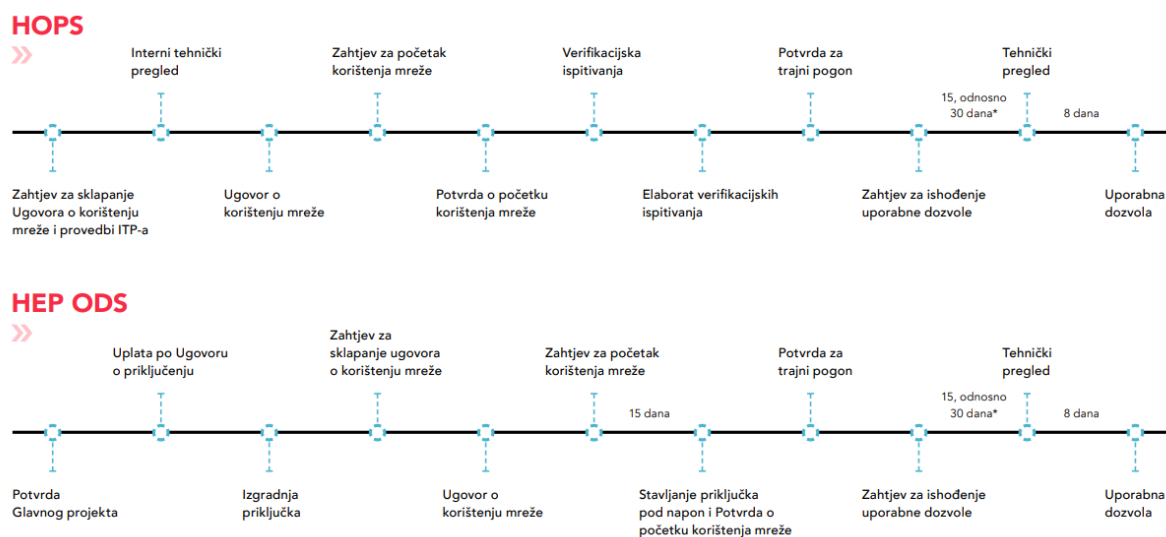 HOPS
Interni tehnički
pregled
Zahtjev za početak
korištenja mreže
Verifikacijska
ispitivanja
Potvrda za
trajni pogon
Tehnički
pregled
15, odnosno
30 dana*
8 dana
Zahtjev za sklapanje
Ugovora o korištenju
mreže i provedbi ITP-a
Ugovor o
korištenju mreže
Potvrda o početku
korištenja mreže
Elaborat verifikacijskih
ispitivanja
Zahtjev za ishođenje
uporabne dozvole
Uporabna
dozvola
HEP ODS
Uplata po Ugovoru
o priključenju
Zahtjev za
sklapanje ugovora
o korištenju mreže
Zahtjev za početak
korištenja mreže
Potvrda za
trajni pogon
Tehnički
pregled
15 dana
15, odnosno
30 dana*
8 dana
Potvrda
Glavnog projekta
Izgradnja
priključka
Ugovor o
korištenju mreže
Stavljanje priključka
pod napon i Potvrda o
početku korištenja mreže
Zahtjev za ishođenje
uporabne dozvole
Uporabna
dozvola